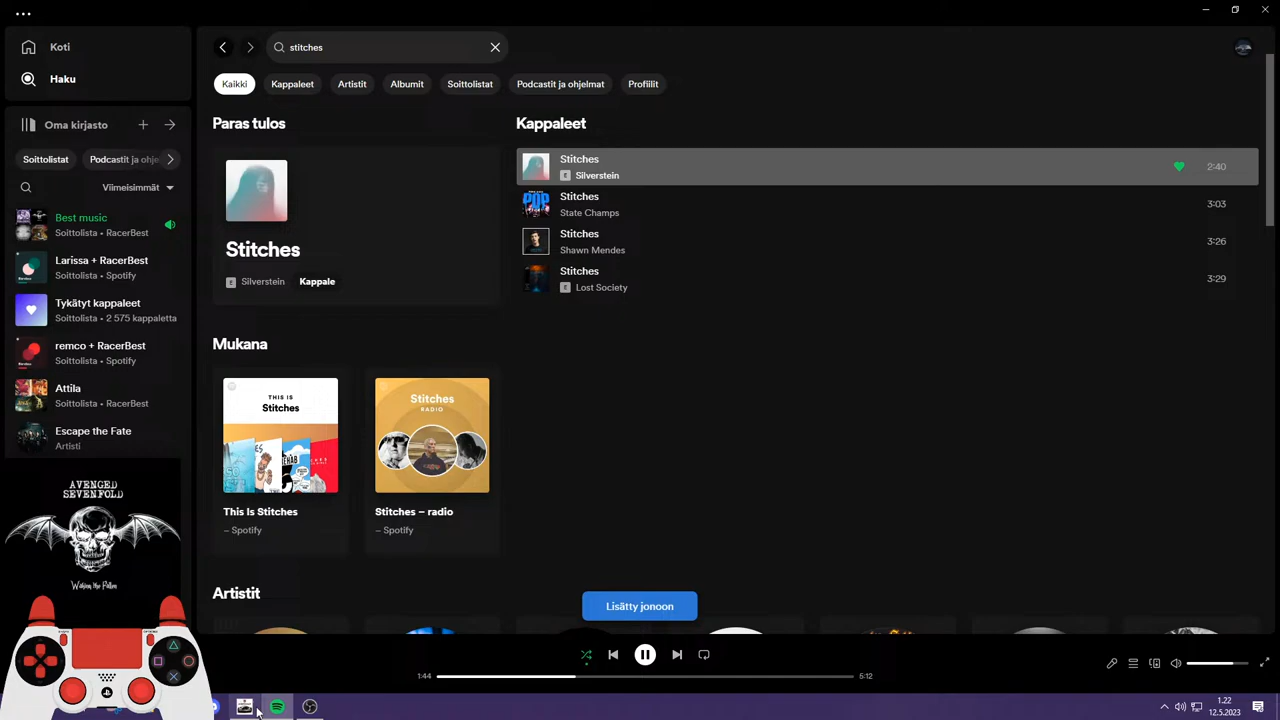 Koti
Haku
Oma kirjasto
Soittolistat
Podcastit ja ohje
Viimeisimmät
Best music
Soittolista • RacerBest
Larissa + RacerBest
Soittolista • Spotify
Tykätyt kappaleet
Soittolista • 2 575 kappaletta
remco + RacerBest
Soittolista • Spotify
Attila
Soittolista • RacerBest
Escape the Fate
Artisti
AVENGED
SEVENFOLD
Waking the Fallen
stitches
Kaikki
Kappaleet
Artistit
Albumit
Soittolistat
Podcastit ja ohjelmat
Profiilit
Paras tulos
Stitches
E Silverstein
Kappale
Kappaleet
Stitches
E Silverstein
2:40
Stitches
State Champs
3:03
Stitches
Shawn Mendes
3:26
Stitches
E Lost Society
3:29
Mukana
THIS IS
Stitches
This Is Stitches
– Spotify
Stitches
RADIO
Stitches – radio
– Spotify
Artistit
Lisätty jonoon
1:44
5:12
1.22
12.5.2023